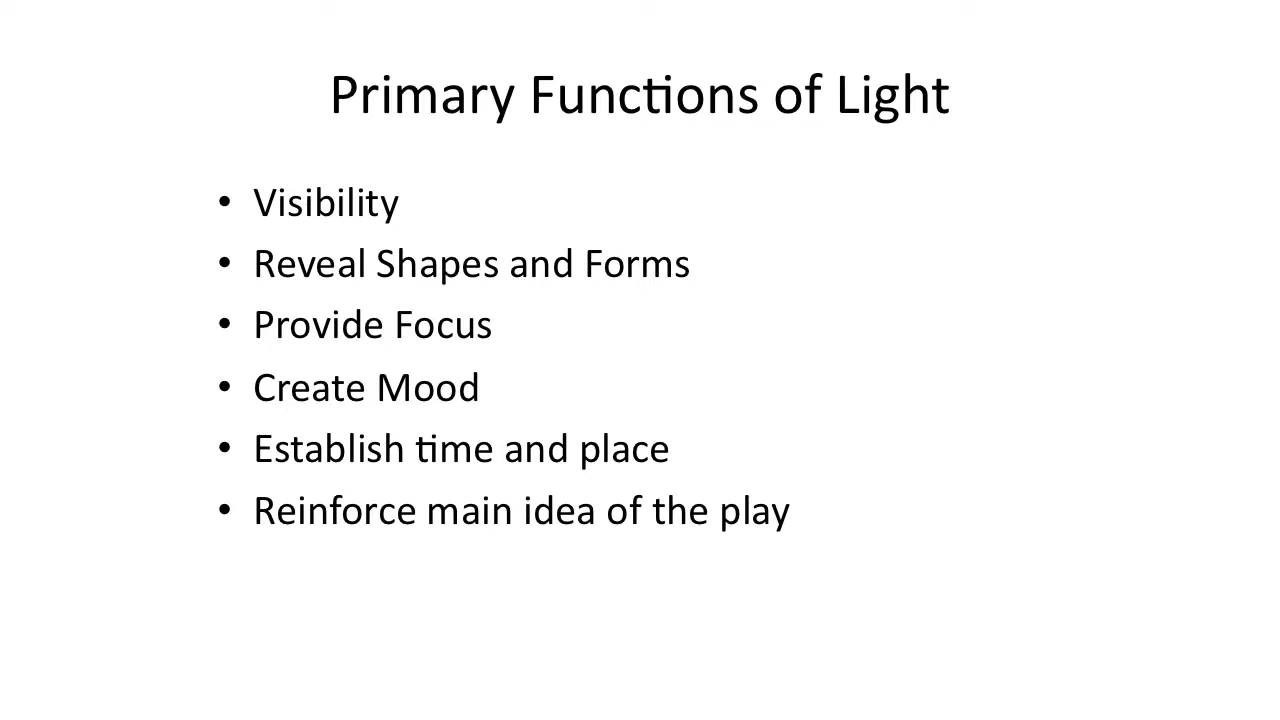 Primary Functions of Light
• Visibility
• Reveal Shapes and Forms
• Provide Focus
• Create Mood
• Establish time and place
• Reinforce main idea of the play